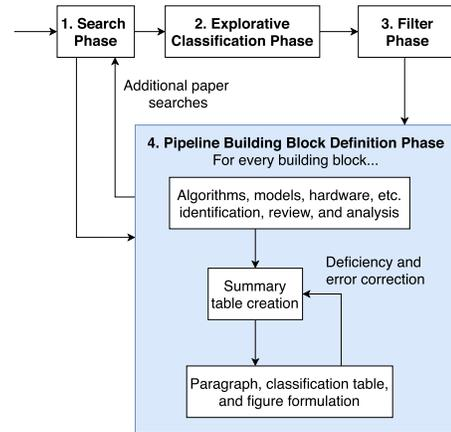 1. Search
Phase
2. Explorative
Classification Phase
3. Filter
Phase
Additional paper
searches
4. Pipeline Building Block Definition Phase
For every building block...
Algorithms, models, hardware, etc.
identification, review, and analysis
Deficiency and
error correction
Summary
table creation
Paragraph, classification table,
and figure formulation